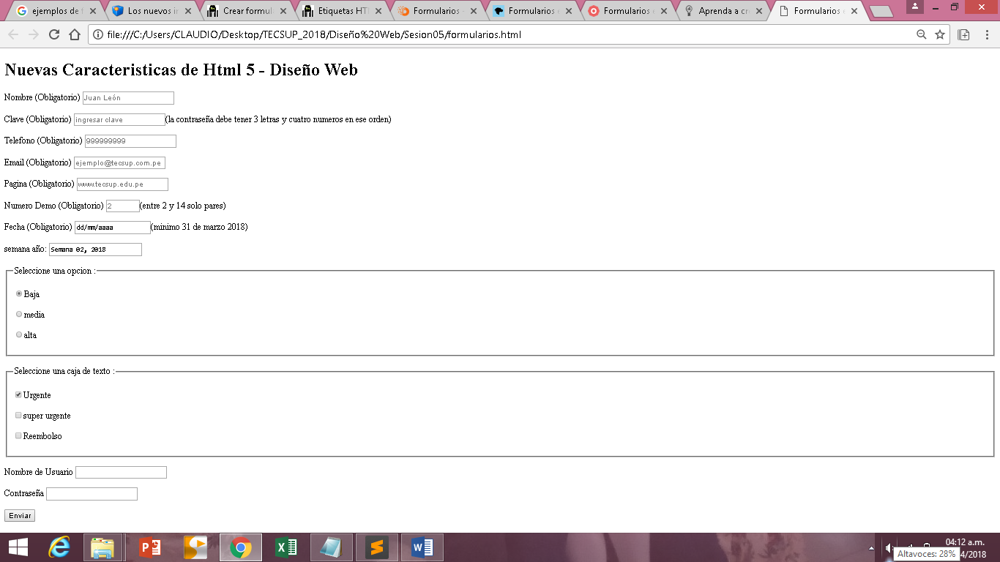 ejemplos de f
Los nuevos in
Crear formul
Etiquetas HT
Formularios
Formularios
Formularios
Aprenda a cr
Formularios
file:///C:/Users/CLAUDIO/Desktop/TECSUP_2018/Diseño%20Web/Sesion05/formularios.html
Nuevas Caracteristicas de Html 5 - Diseño Web
Nombre (Obligatorio) Juan León
Clave (Obligatorio) ingresar clave (la contraseña debe tener 3 letras y cuatro numeros en ese orden)
Telefono (Obligatorio) 999999999
Email (Obligatorio) ejemplo@tecsup.com.pe
Pagina (Obligatorio) www.tecsup.edu.pe
Numero Demo (Obligatorio) 2 (entre 2 y 14 solo pares)
Fecha (Obligatorio) dd/mm/aaaa (minimo 31 de marzo 2018)
semana año: Semana 02, 2018
Seleccione una opcion :
Baja
media
alta
Seleccione una caja de texto :
Urgente
super urgente
Reembolso
Nombre de Usuario
Contraseña
Enviar
04:12 a.m.
4/2018
Altavoces: 28%